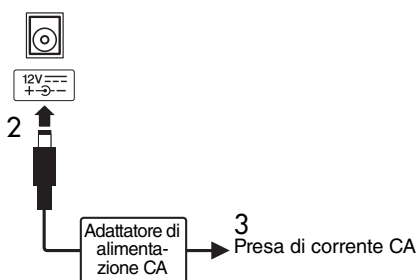 12V
2
Adattatore di
alimenta-
zione CA
3
Presa di corrente CA